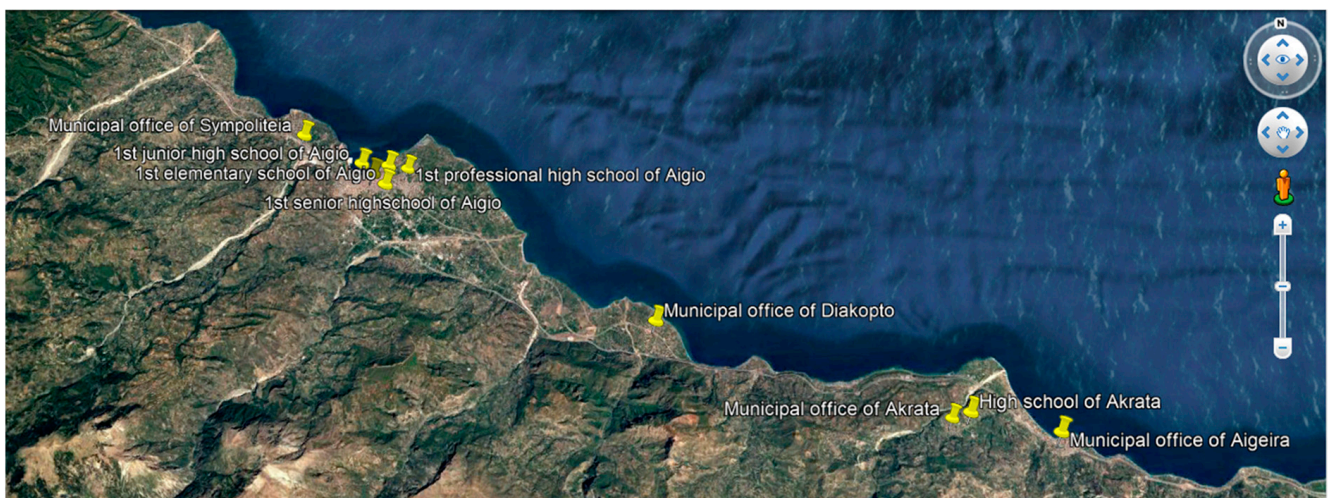 N
Municipal office of Sympoliteia
1st junior high school of Aigio
1st elementary school of Aigio
1st professional high school of Aigio
1st senior highschool of Aigio
Municipal office of Diakopto
High school of Akrata
Municipal office of Akrata
Municipal office of Aigeira